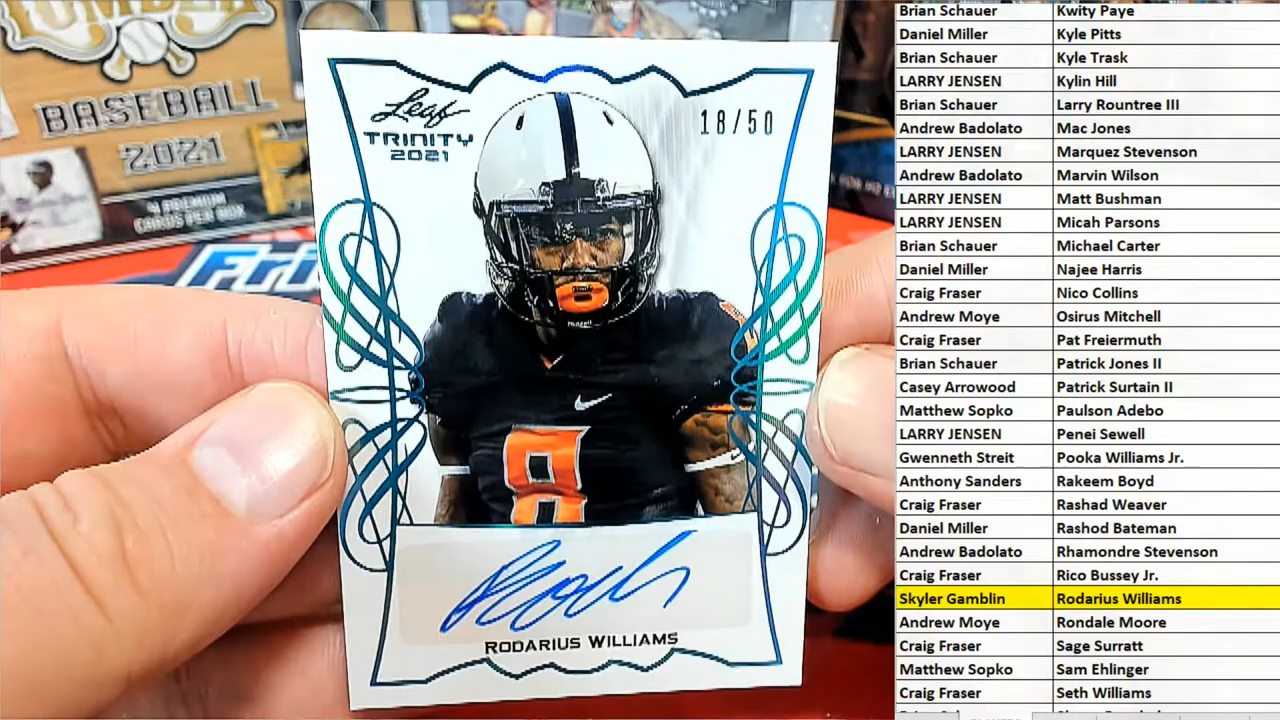 BASEBALL
2021
4 PREMIUM
CARDS PER BOX
Fri
Leaf
TRINITY
2021
18/50
8
RODARIUS WILLIAMS
Brian Schauer Kwity Paye
Daniel Miller Kyle Pitts
Brian Schauer Kyle Trask
LARRY JENSEN Kylin Hill
Brian Schauer Larry Rountree III
Andrew Badolato Mac Jones
LARRY JENSEN Marquez Stevenson
Andrew Badolato Marvin Wilson
LARRY JENSEN Matt Bushman
LARRY JENSEN Micah Parsons
Brian Schauer Michael Carter
Daniel Miller Najee Harris
Craig Fraser Nico Collins
Andrew Moye Osirus Mitchell
Craig Fraser Pat Freiermuth
Brian Schauer Patrick Jones II
Casey Arrowood Patrick Surtain II
Matthew Sopko Paulson Adebo
LARRY JENSEN Penei Sewell
Gwenneth Streit Pooka Williams Jr.
Anthony Sanders Rakeem Boyd
Craig Fraser Rashad Weaver
Daniel Miller Rashod Bateman
Andrew Badolato Rhamondre Stevenson
Craig Fraser Rico Bussey Jr.
Skyler Gamblin Rodarius Williams
Andrew Moye Rondale Moore
Craig Fraser Sage Surratt
Matthew Sopko Sam Ehlinger
Craig Fraser Seth Williams